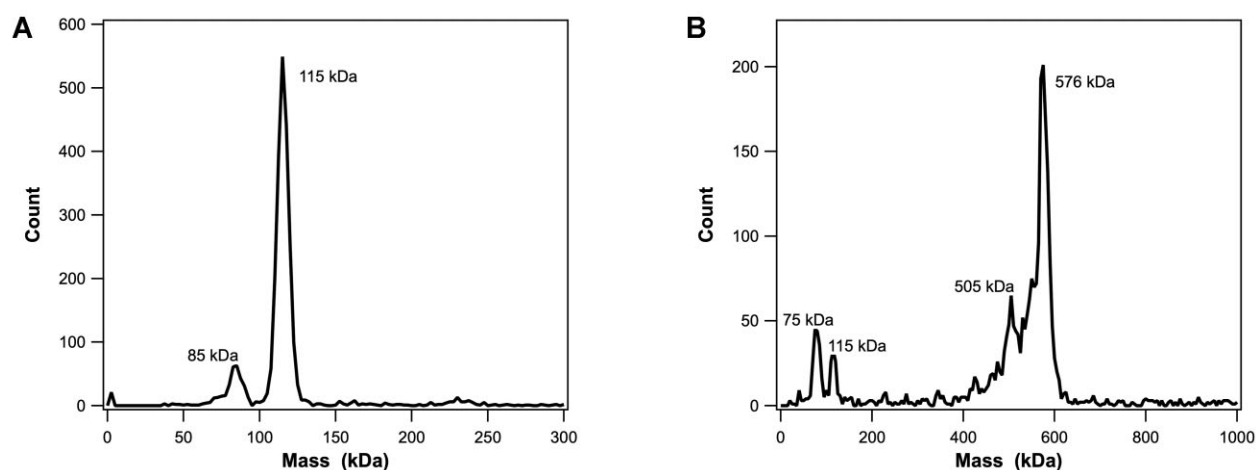 A
600
500
400
300
200
100
0
Count
115 kDa
85 kDa
0 50 100 150 200 250 300
Mass (kDa)
B
200
150
100
50
0
Count
576 kDa
505 kDa
75 kDa
115 kDa
0 200 400 600 800 1000
Mass (kDa)